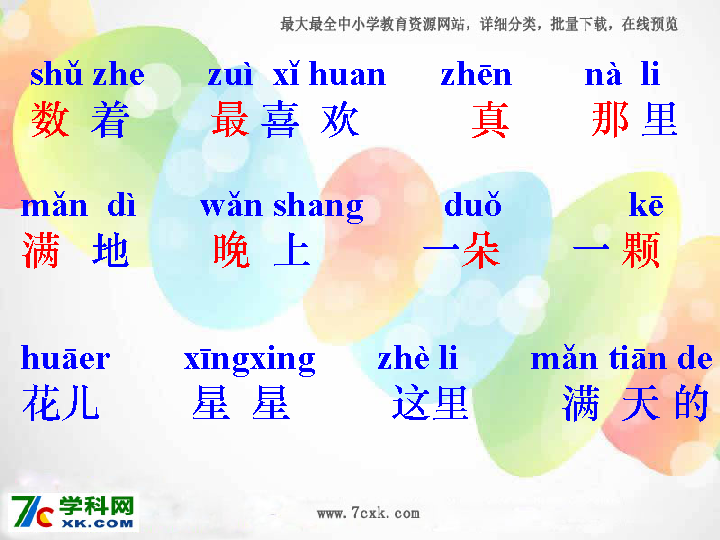 最大最全中小学教育资源网站，详细分类，批量下载，在线预览
shǔ zhe zuì xǐ huan zhēn nà li
数 着 最 喜 欢 真 那 里
mǎn dì wǎn shang duǒ kē
满 地 晚 上 一朵 一 颗
huāer xīngxing zhè li mǎn tiān de
花儿 星 星 这里 满 天 的
7c 学科网
XK.COM
www.7cxk.com